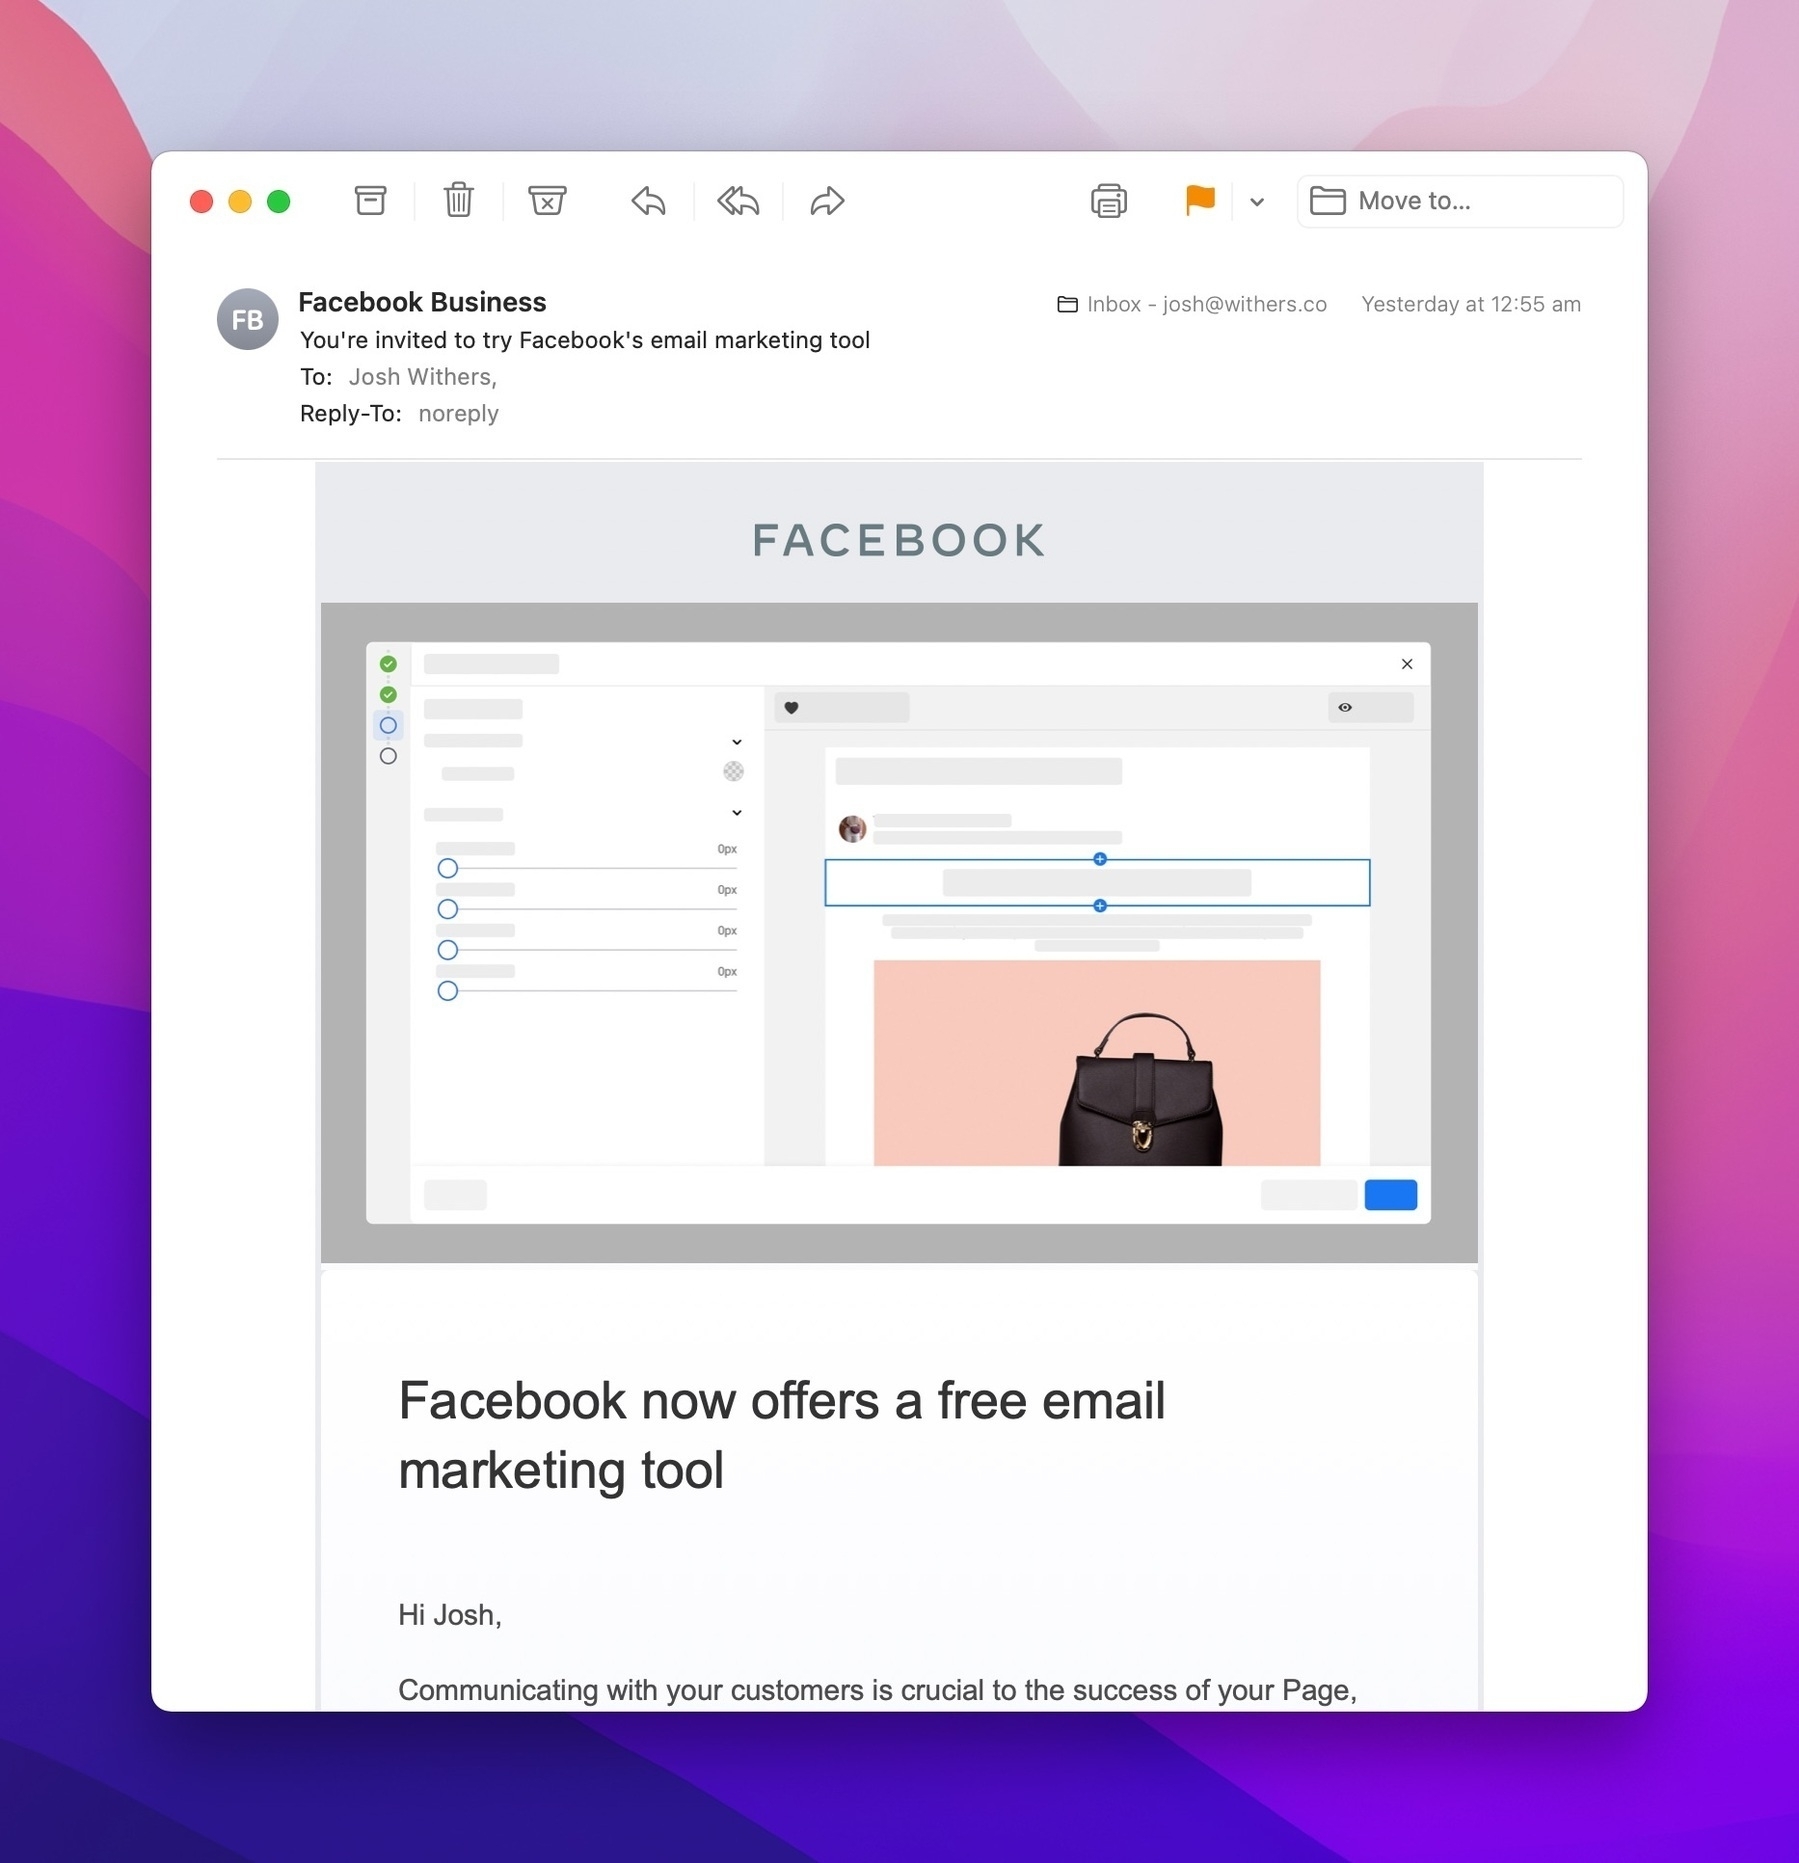 Move to...
FB
Facebook Business
Inbox - josh@withers.co
Yesterday at 12:55 am
You're invited to try Facebook's email marketing tool
To: Josh Withers,
Reply-To: noreply
FACEBOOK
0px
0px
0px
0px
Facebook now offers a free email
marketing tool
Hi Josh,
Communicating with your customers is crucial to the success of your Page,